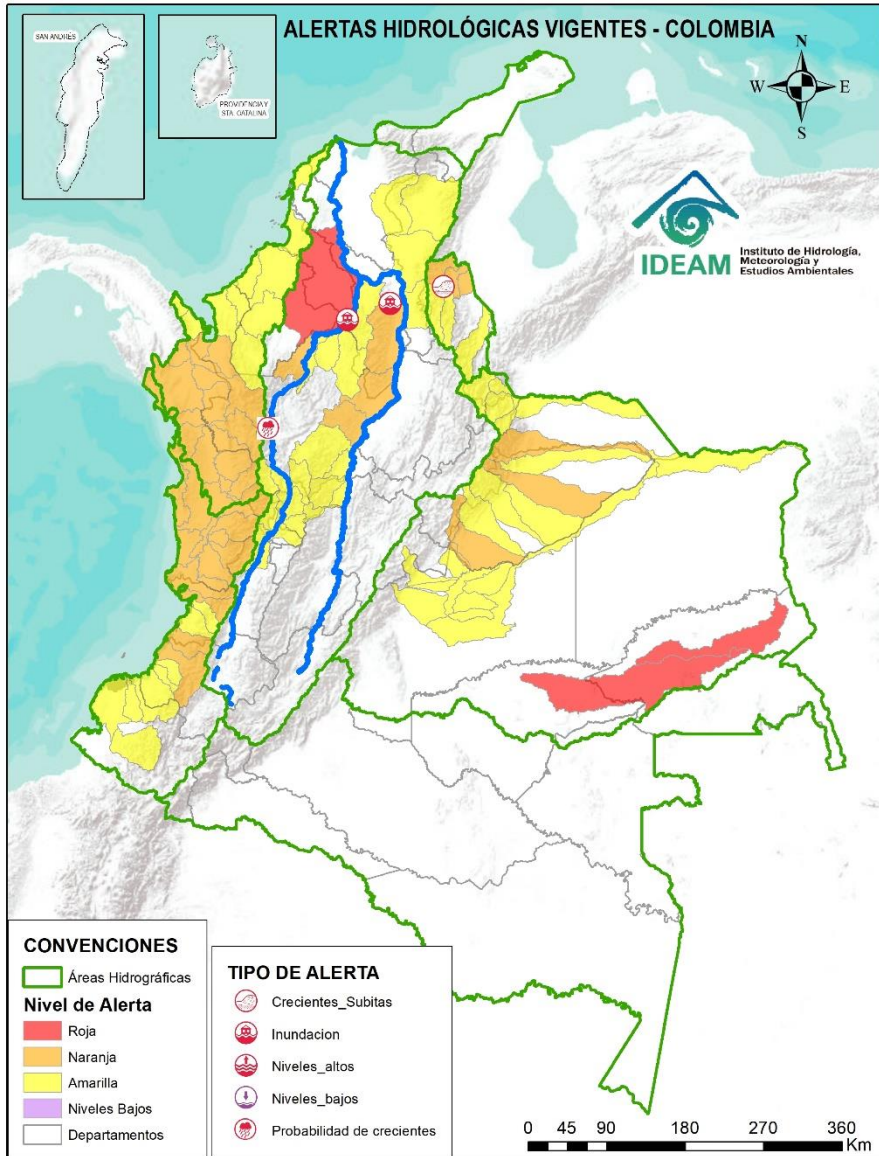 ALERTAS HIDROLÓGICAS VIGENTES - COLOMBIA
SAN ANDRÉS
PROVIDENCIA Y
STA. CATALINA
N
W
E
S
IDEAM
Instituto de Hidrología,
Meteorología y
Estudios Ambientales
CONVENCIONES
Áreas Hidrográficas
Nivel de Alerta
Roja
Naranja
Amarilla
Niveles Bajos
Departamentos
TIPO DE ALERTA
Crecientes_Subitas
Inundacion
Niveles_altos
Niveles_bajos
Probabilidad de crecientes
0 45 90 180 270 360
Km